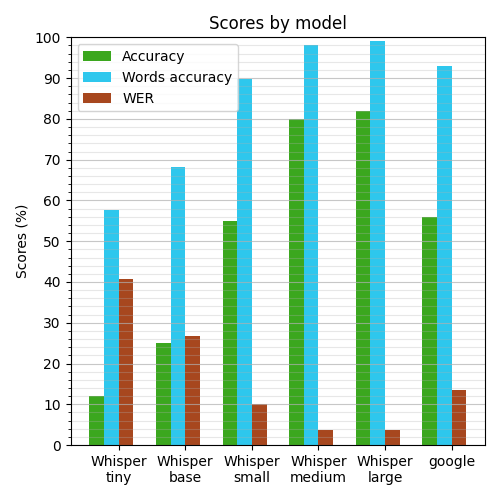 Scores by model
Scores (%)
100
90
80
70
60
50
40
30
20
10
0
Accuracy
Words accuracy
WER
Whisper
tiny
Whisper
base
Whisper
small
Whisper
medium
Whisper
large
google